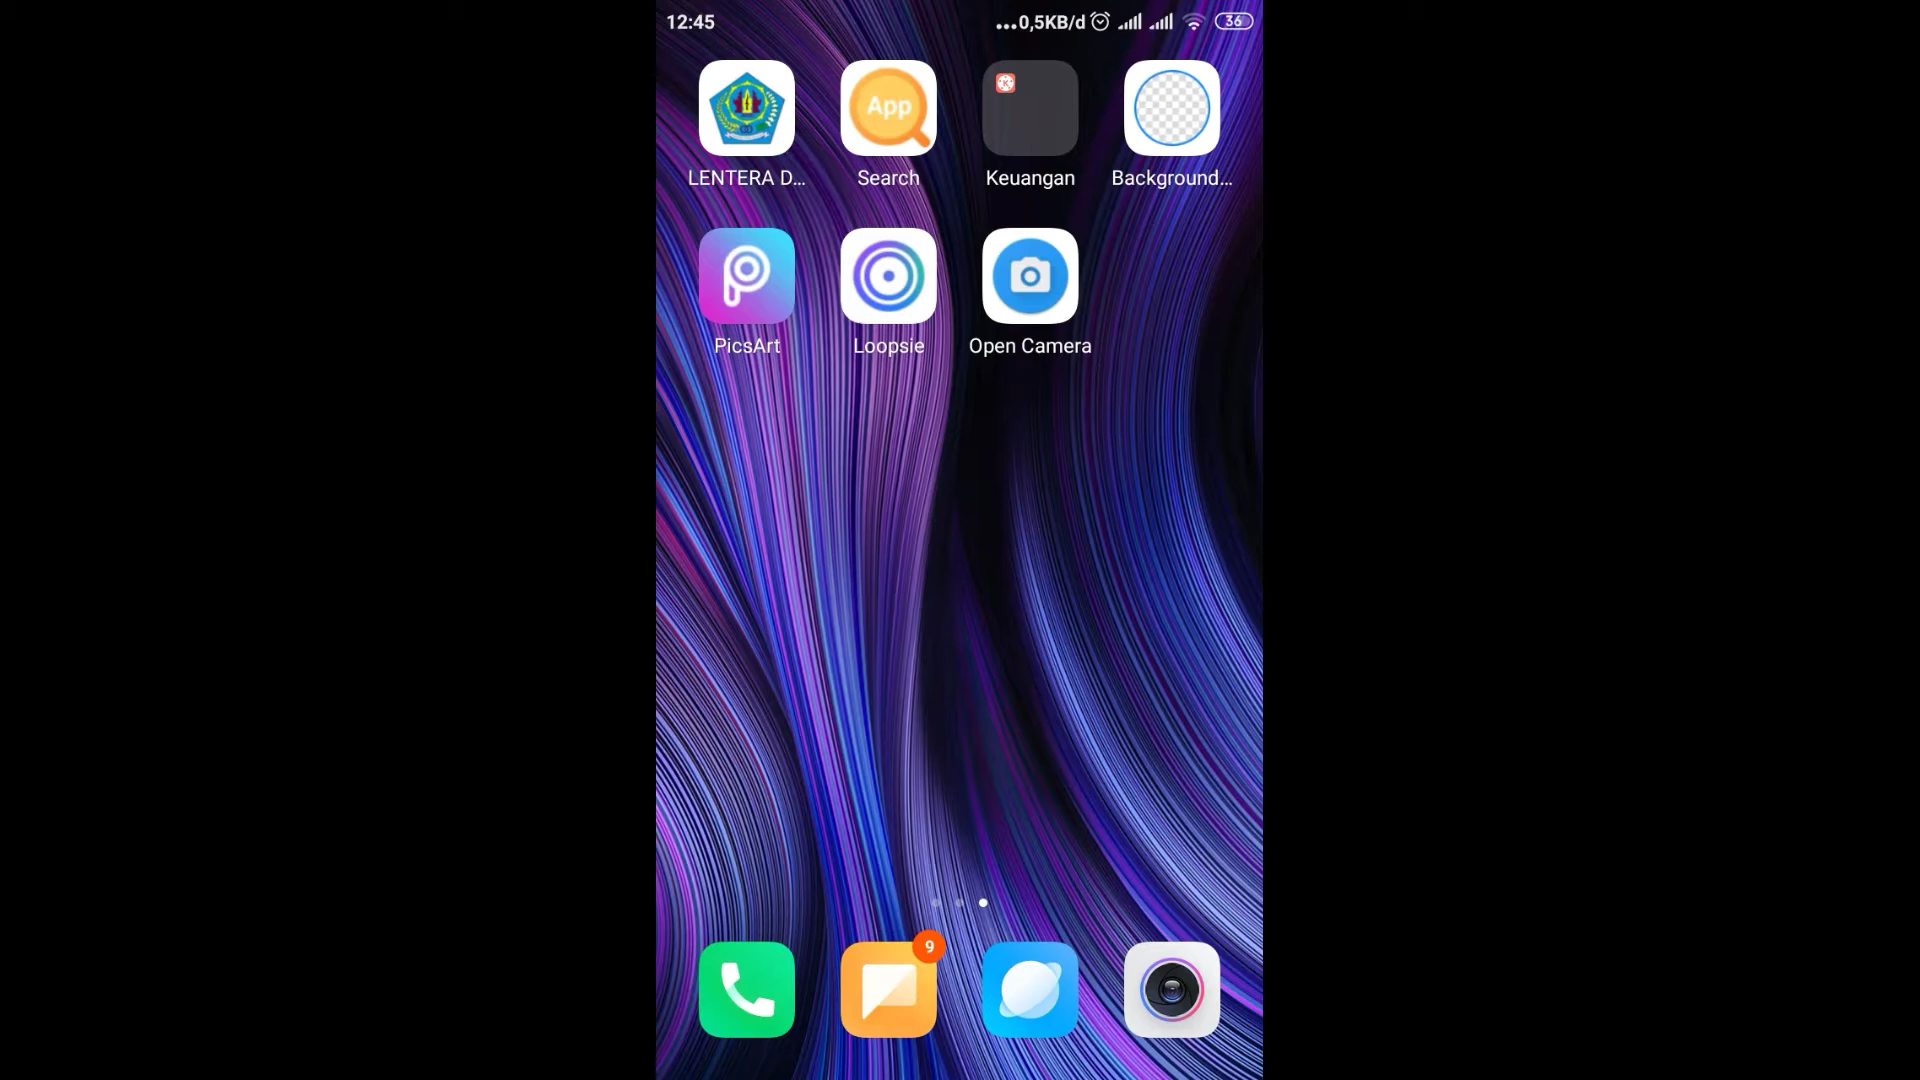 12:45 ...0,5KB/d 36
App
LENTERA D... Search Keuangan Background...
PicsArt Loopsie Open Camera
9